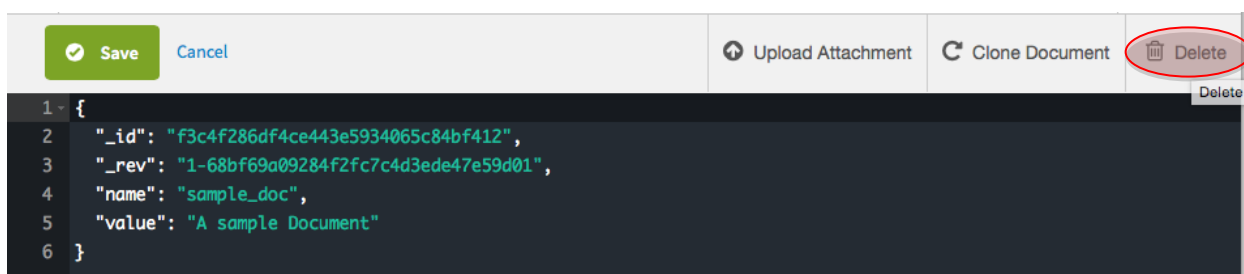 Save Cancel Upload Attachment Clone Document Delete
Delete
1 {
2 "_id": "f3c4f286df4ce443e5934065c84bf412",
3 "_rev": "1-68bf69a09284f2fc7c4d3ede47e59d01",
4 "name": "sample_doc",
5 "value": "A sample Document"
6 }